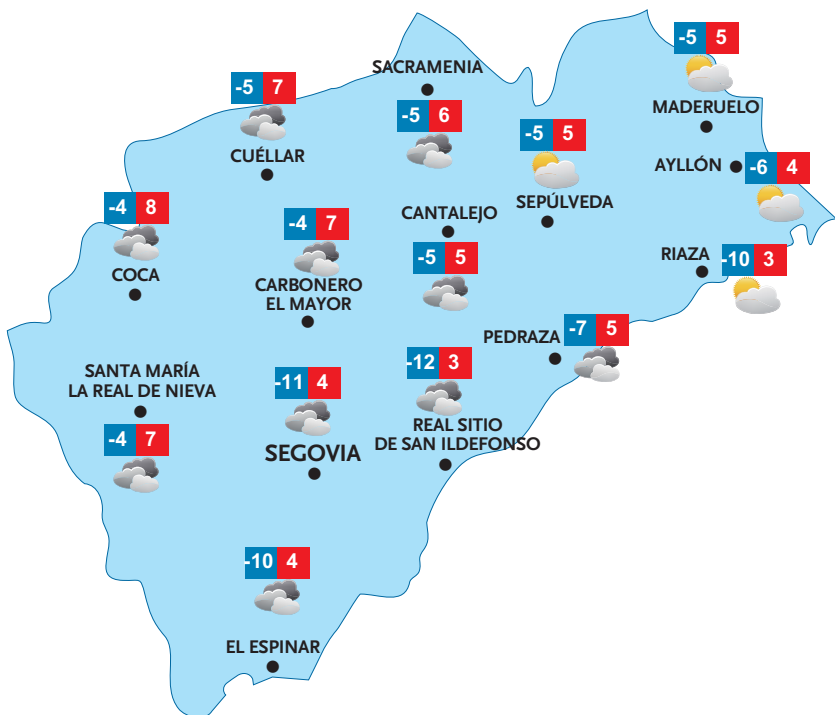 -5 5
MADERUELO
SACRAMENIA
-5 6
-5 7
CUÉLLAR
-5 5
SEPÚLVEDA
AYLLÓN
-6 4
-4 8
COCA
-4 7
CARBONERO
EL MAYOR
CANTALEJO
-5 5
RIAZA
-10 3
PEDRAZA
-7 5
SANTA MARÍA
LA REAL DE NIEVA
-4 7
-11 4
SEGOVIA
-12 3
REAL SITIO
DE SAN ILDEFONSO
-10 4
EL ESPINAR